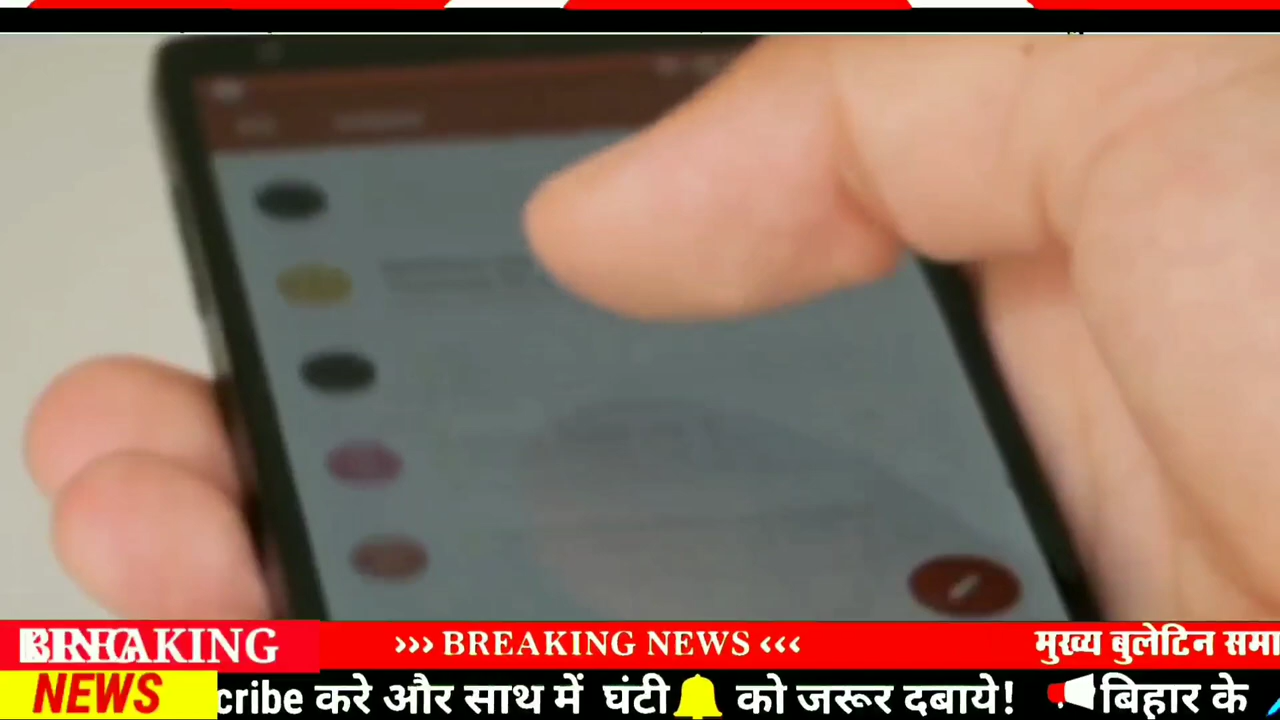 BREAKING
NEWS
››› BREAKING NEWS ‹‹‹
मुख्य बुलेटिन समा
cribe करे और साथ में घंटी को जरूर दबाये! बिहार के